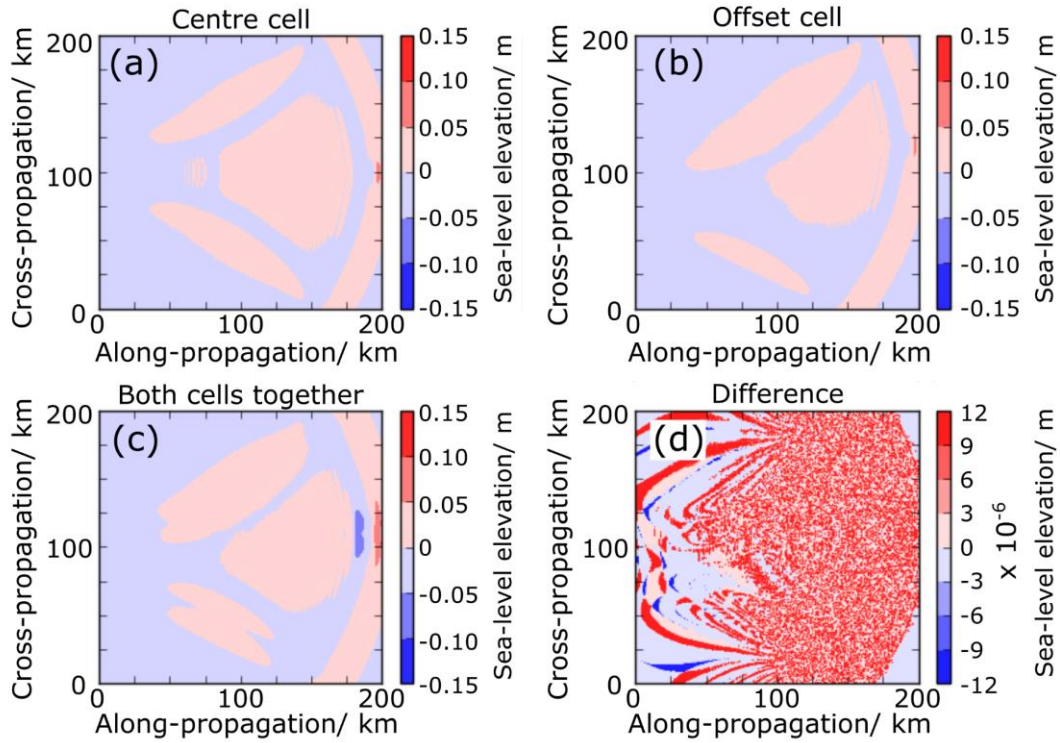 Centre cell
(a)
Cross-propagation/ km
200
100
0
0 100 200
Along-propagation/ km
0.15
0.10
0.05
0
-0.05
-0.10
-0.15
Sea-level elevation/ m
Offset cell
(b)
Cross-propagation/ km
200
100
0
0 100 200
Along-propagation/ km
0.15
0.10
0.05
0
-0.05
-0.10
-0.15
Sea-level elevation/ m
Both cells together
(c)
Cross-propagation/ km
200
100
0
0 100 200
Along-propagation/ km
0.15
0.10
0.05
0
-0.05
-0.10
-0.15
Sea-level elevation/ m
Difference
(d)
Cross-propagation/ km
200
100
0
0 100 200
Along-propagation/ km
12
9
6
3
0
-3
-6
-9
-12
x 10-6
Sea-level elevation/ m